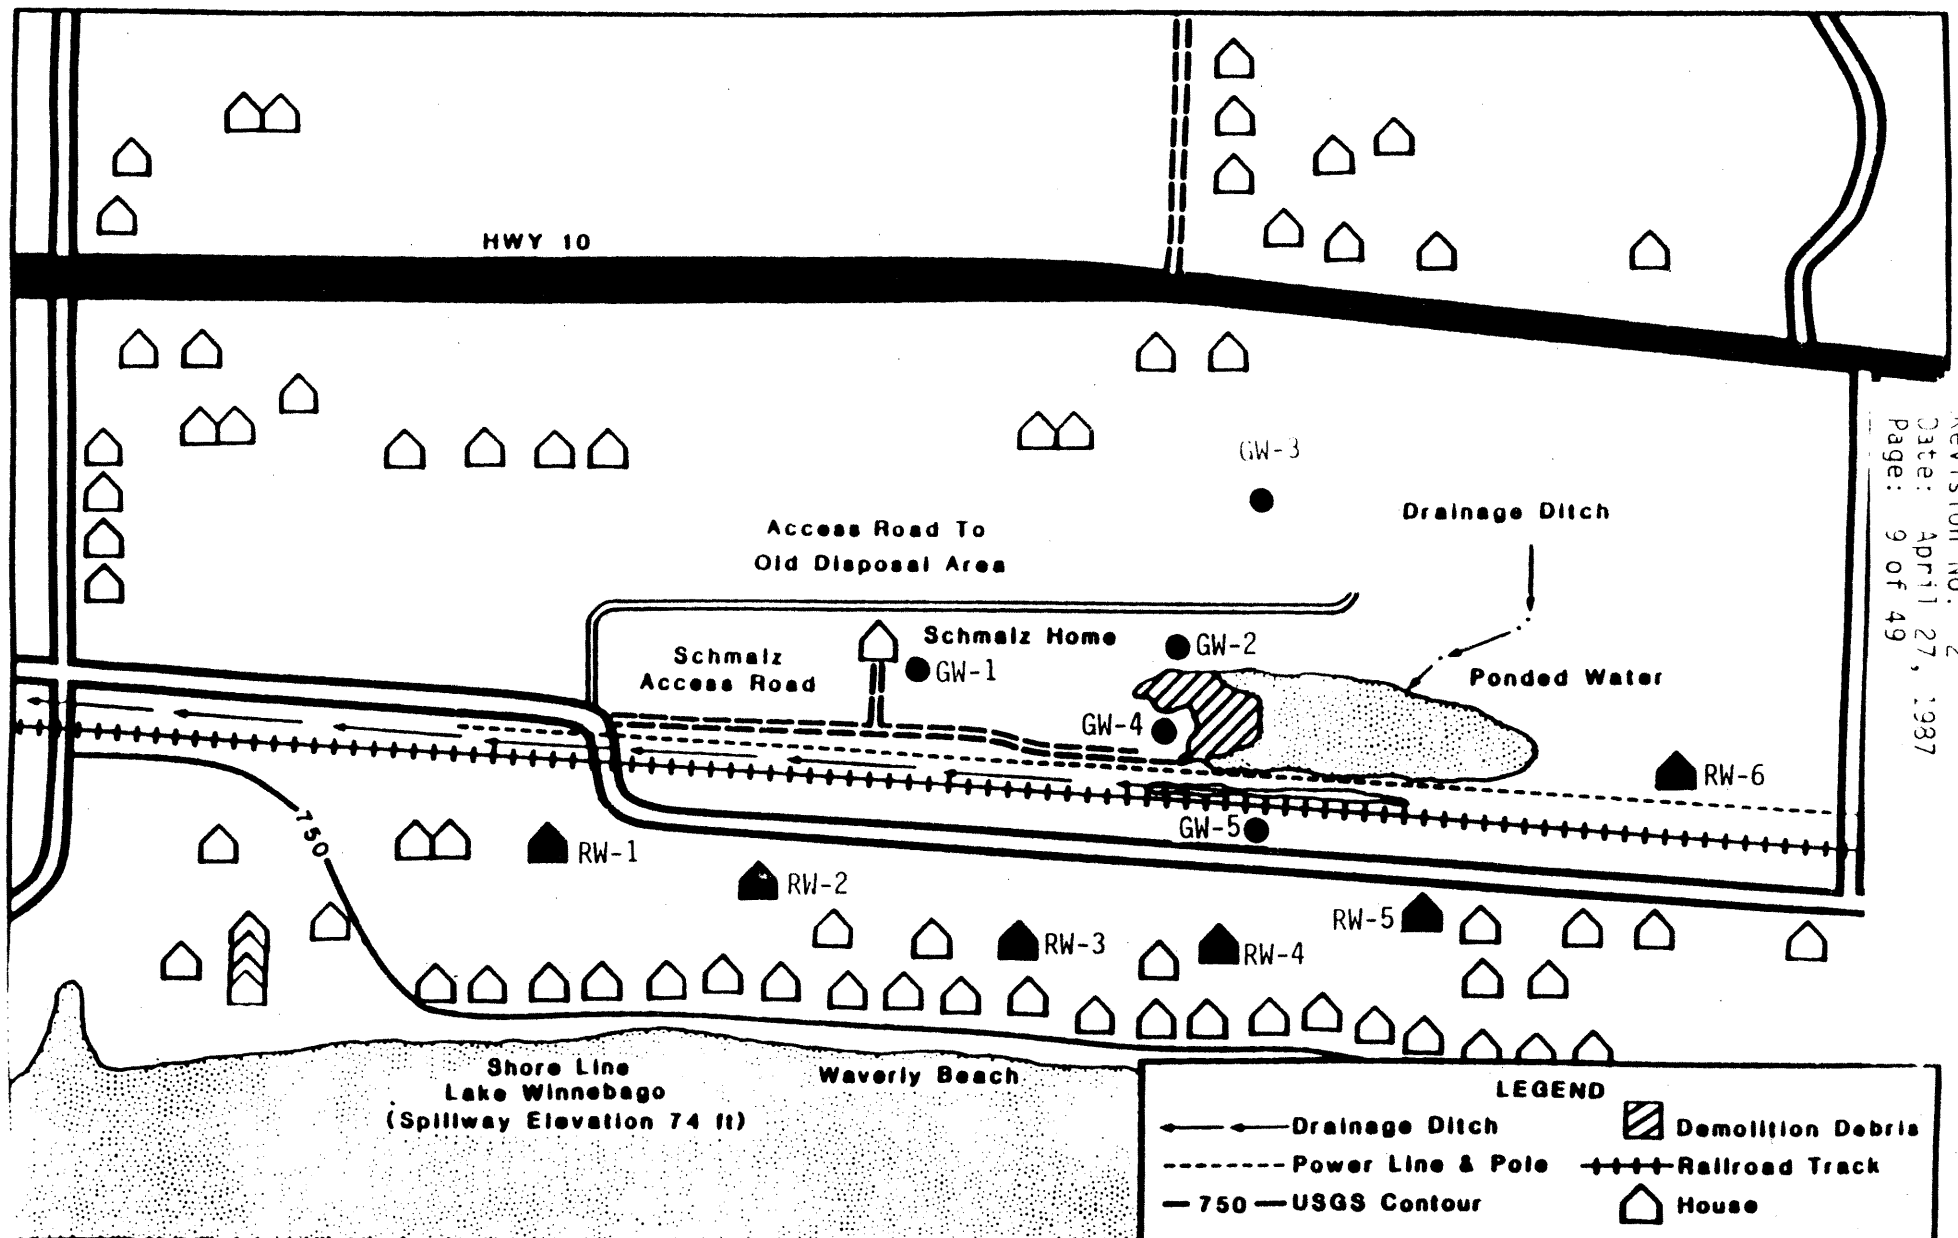 HWY 10
GW-3
Drainage Ditch
Access Road To
Old Disposal Area
Schmalz Home
GW-2
Schmalz
Access Road
GW-1
Ponded Water
GW-4
RW-6
GW-5
750
RW-1
RW-2
RW-5
RW-3
RW-4
Shore Line
Lake Winnebago
(Spillway Elevation 74 ft)
Waverly Beach
LEGEND
Drainage Ditch
Demolition Debris
Power Line & Pole
Railroad Track
750 USGS Contour
House
Revision No. 2
Date: April 27, 1987
Page: 9 of 49